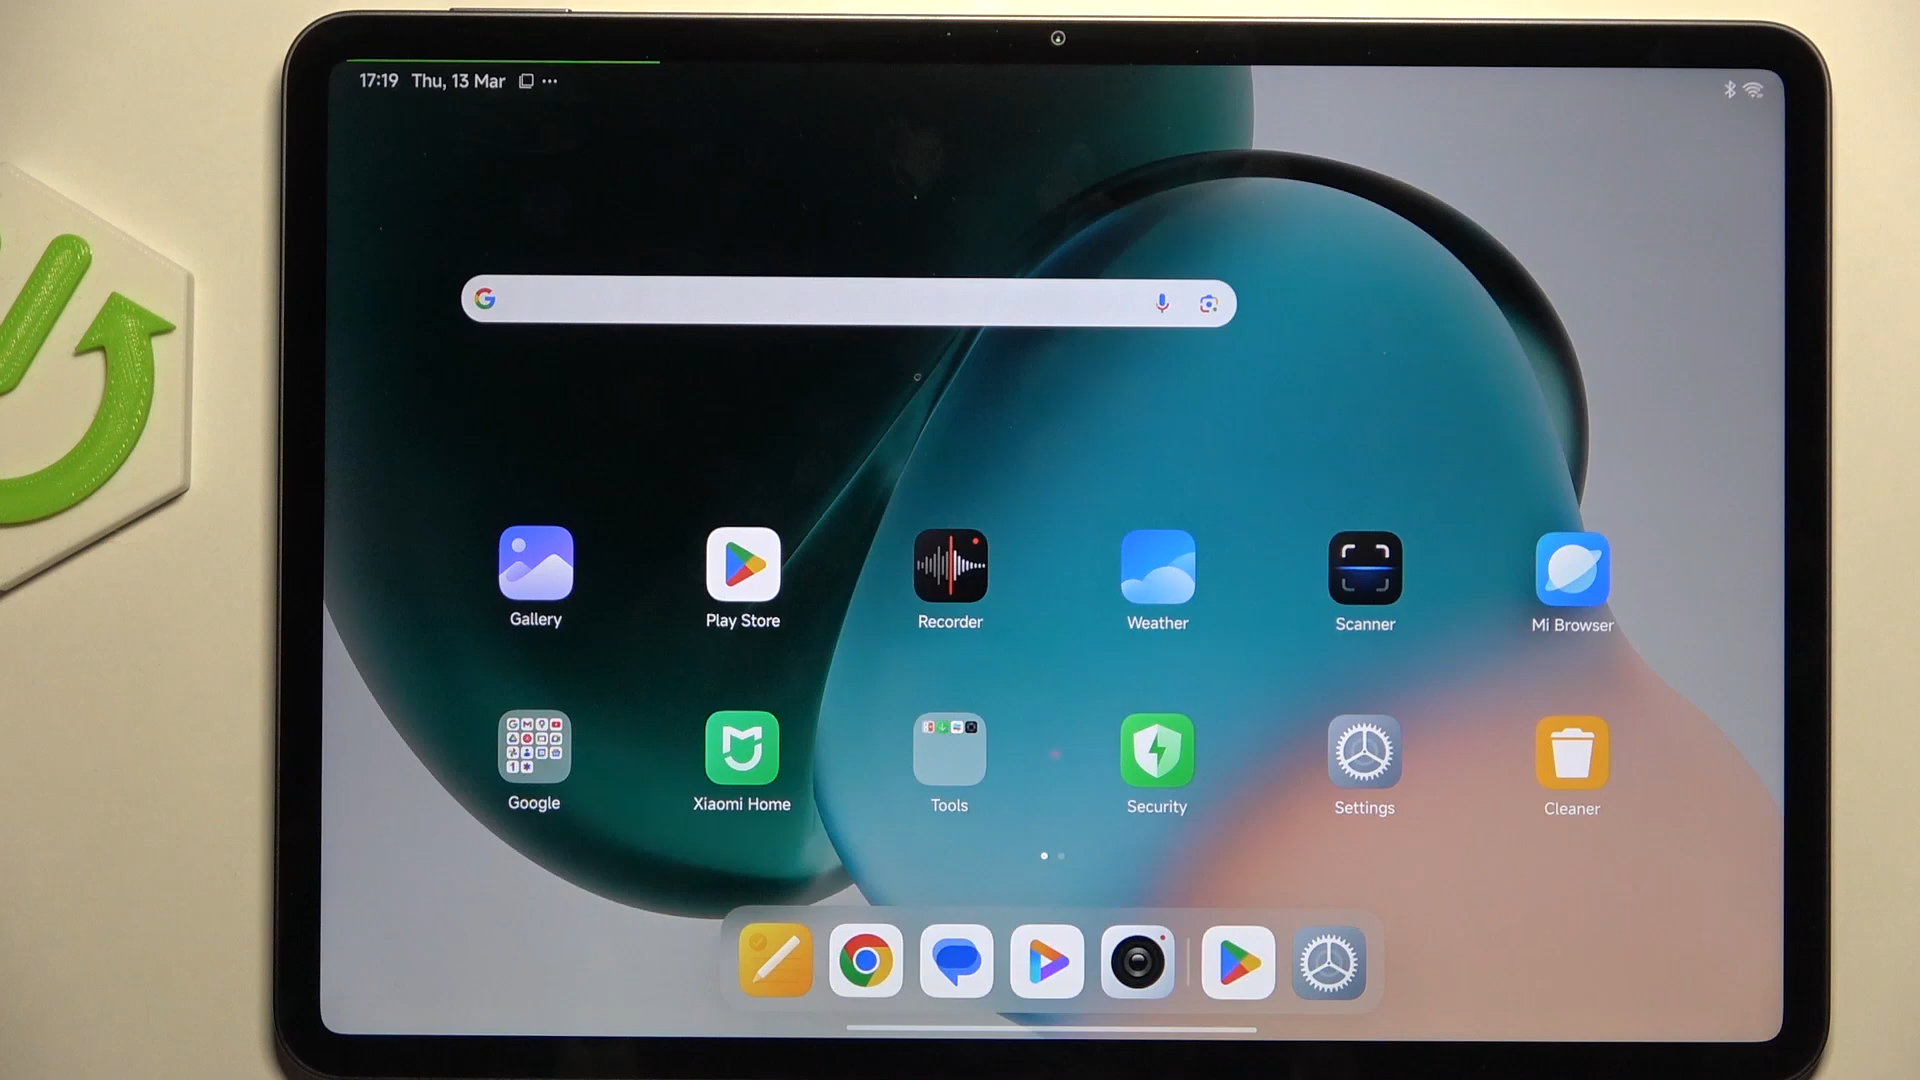 17:19 Thu, 13 Mar
Gallery
Play Store
Recorder
Weather
Scanner
Mi Browser
Google
Xiaomi Home
Tools
Security
Settings
Cleaner